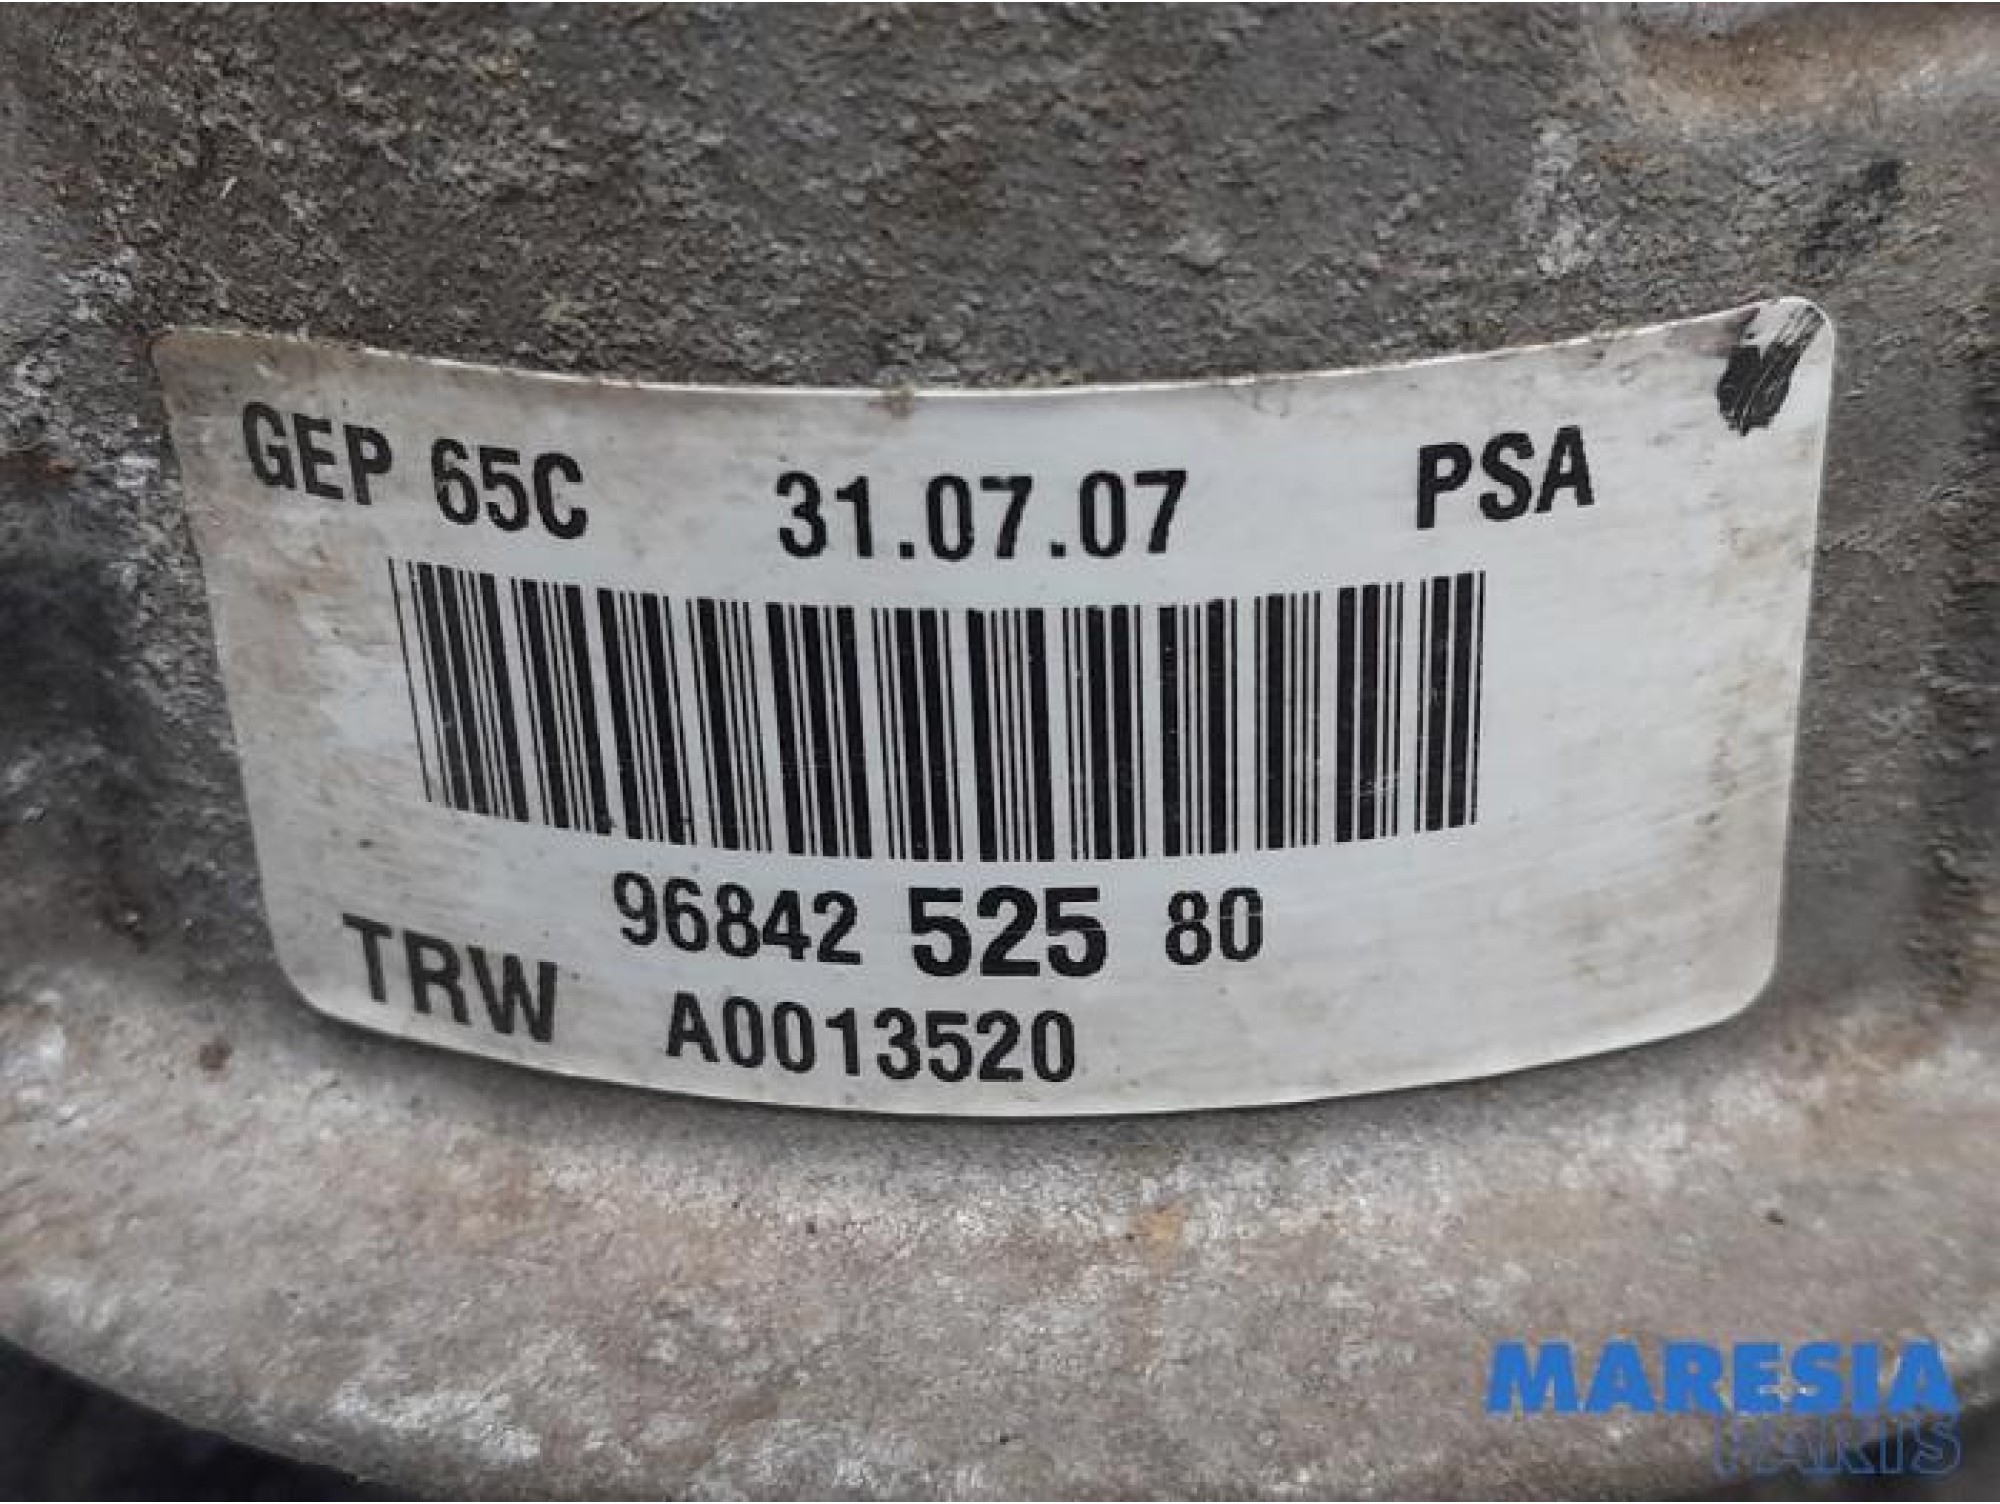 GEP 65C 31.07.07 PSA
96842 525 80
TRW A0013520
MARESIA
PARTS